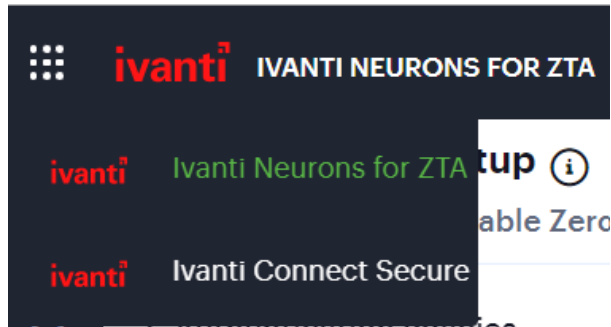 ivanti IVANTI NEURONS FOR ZTA
ivanti Ivanti Neurons for ZTA tup
able Zero
ivanti Ivanti Connect Secure